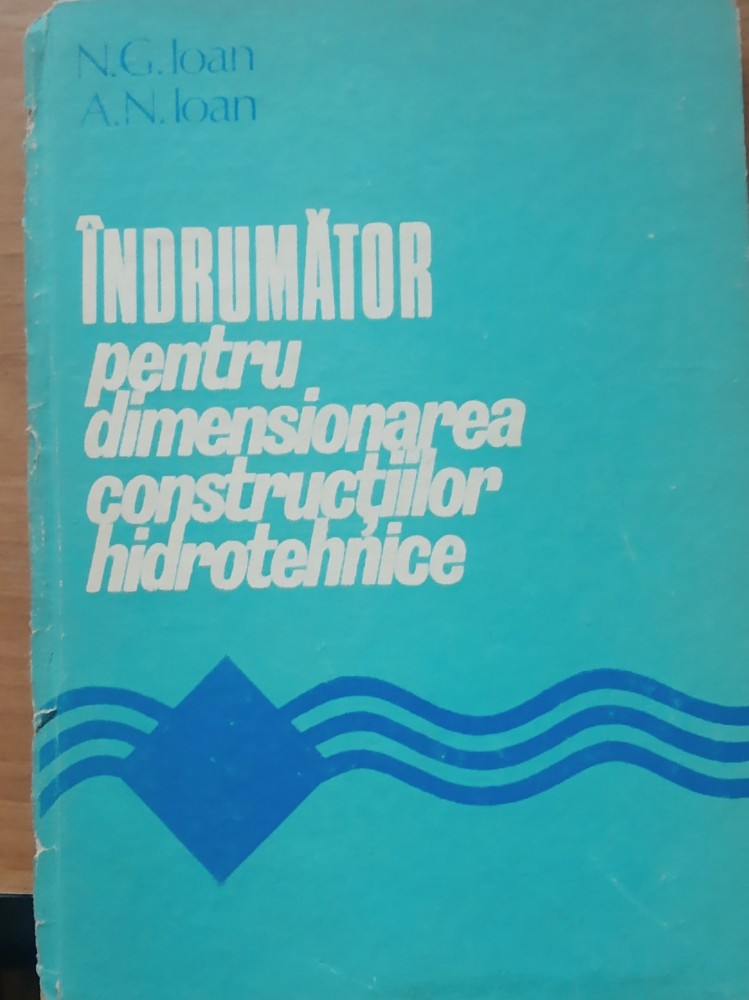 N.G.Ioan
A.N.Ioan
ÎNDRUMĂTOR
pentru
dimensionarea
construcțiilor
hidrotehnice